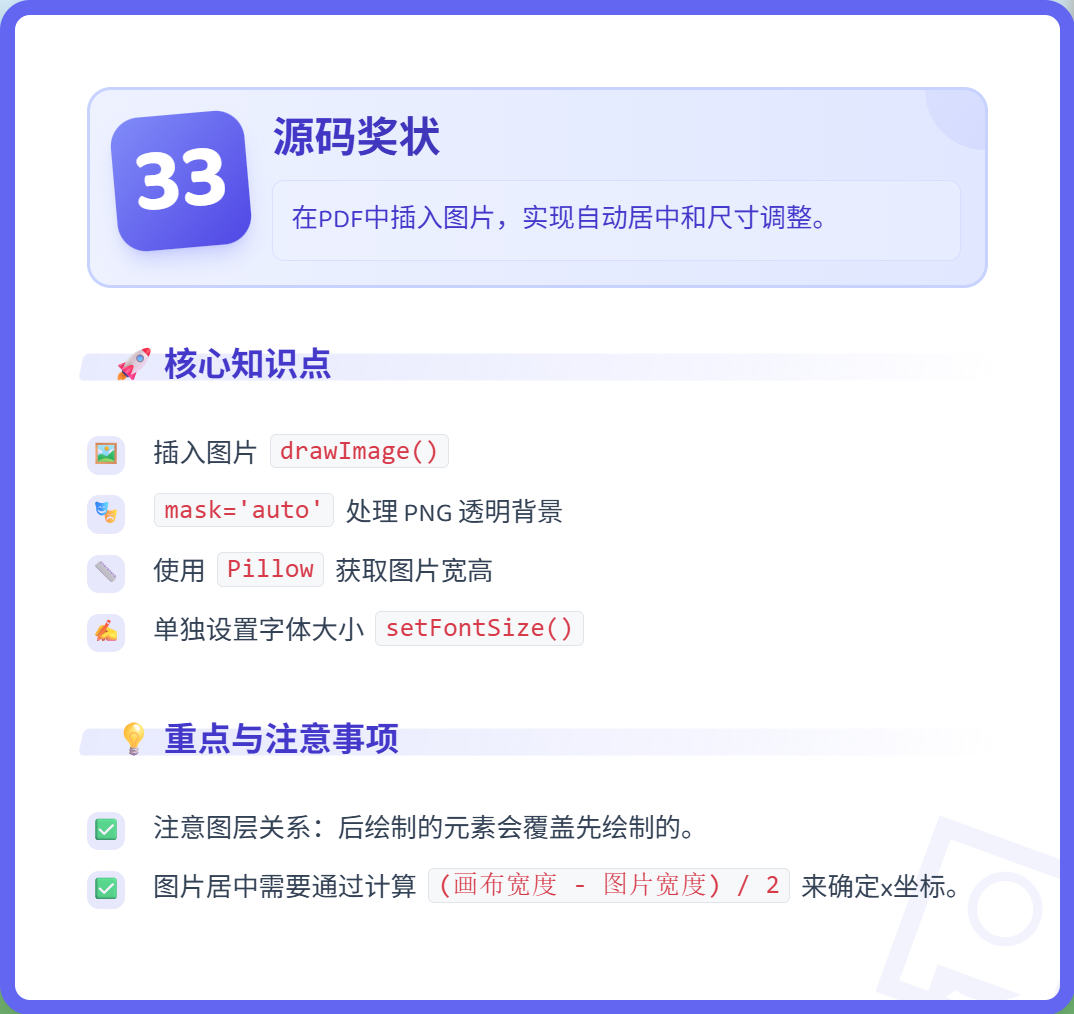 33
源码奖状
在PDF中插入图片，实现自动居中和尺寸调整。
🚀 核心知识点
插入图片 drawImage()
mask='auto' 处理 PNG 透明背景
使用 Pillow 获取图片宽高
单独设置字体大小 setFontSize()
💡 重点与注意事项
注意图层关系：后绘制的元素会覆盖先绘制的。
图片居中需要通过计算 (画布宽度 - 图片宽度) / 2 来确定x坐标。